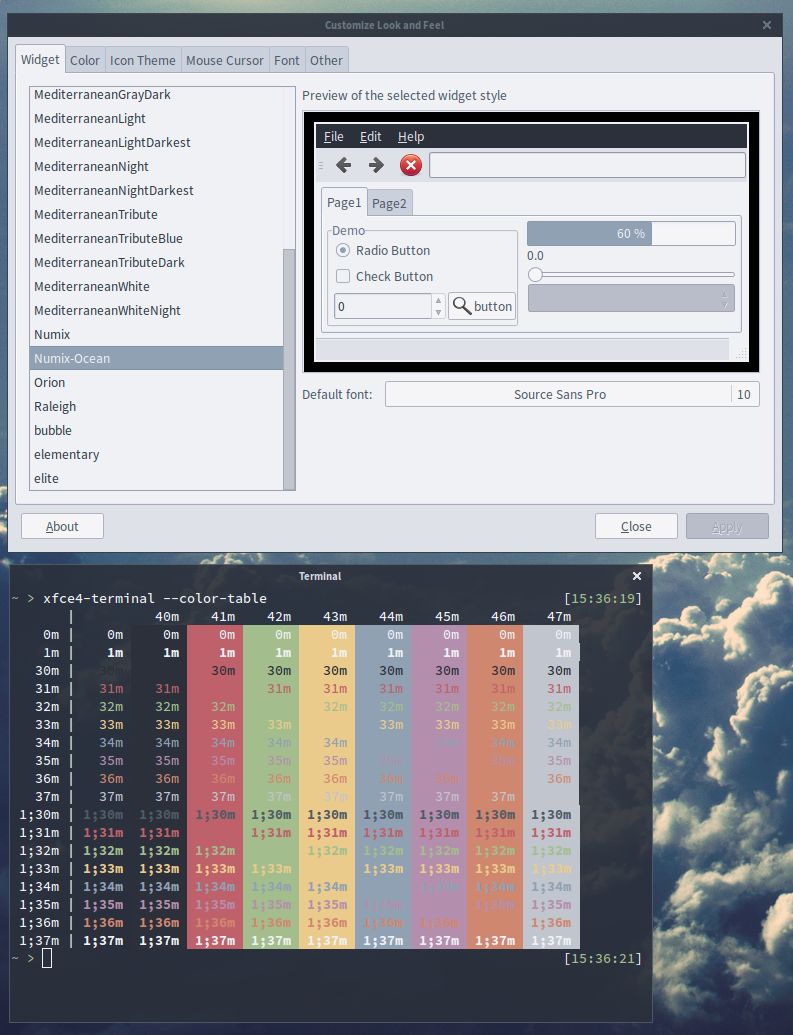 Customize Look and Feel
Widget Color Icon Theme Mouse Cursor Font Other
MediterraneanGrayDark
MediterraneanLight
MediterraneanLightDarkest
MediterraneanNight
MediterraneanNightDarkest
MediterraneanTribute
MediterraneanTributeBlue
MediterraneanTributeDark
MediterraneanWhite
MediterraneanWhiteNight
Numix
Numix-Ocean
Orion
Raleigh
bubble
elementary
elite
Preview of the selected widget style
File Edit Help
Page1 Page2
Demo
Radio Button
Check Button
0 button
60 %
0.0
Default font: Source Sans Pro 10
About Close Apply
Terminal
~ > xfce4-terminal --color-table [15:36:19]
| 40m 41m 42m 43m 44m 45m 46m 47m
0m | 0m 0m 0m 0m 0m 0m 0m 0m 0m
1m | 1m 1m 1m 1m 1m 1m 1m 1m 1m
30m | 30m 30m 30m 30m 30m 30m 30m 30m
31m | 31m 31m 31m 31m 31m 31m 31m 31m
32m | 32m 32m 32m 32m 32m 32m 32m 32m
33m | 33m 33m 33m 33m 33m 33m 33m 33m
34m | 34m 34m 34m 34m 34m 34m 34m 34m
35m | 35m 35m 35m 35m 35m 35m 35m 35m
36m | 36m 36m 36m 36m 36m 36m 36m 36m
37m | 37m 37m 37m 37m 37m 37m 37m 37m
1;30m | 1;30m 1;30m 1;30m 1;30m 1;30m 1;30m 1;30m 1;30m 1;30m
1;31m | 1;31m 1;31m 1;31m 1;31m 1;31m 1;31m 1;31m 1;31m
1;32m | 1;32m 1;32m 1;32m 1;32m 1;32m 1;32m 1;32m 1;32m
1;33m | 1;33m 1;33m 1;33m 1;33m 1;33m 1;33m 1;33m 1;33m
1;34m | 1;34m 1;34m 1;34m 1;34m 1;34m 1;34m 1;34m 1;34m
1;35m | 1;35m 1;35m 1;35m 1;35m 1;35m 1;35m 1;35m 1;35m
1;36m | 1;36m 1;36m 1;36m 1;36m 1;36m 1;36m 1;36m 1;36m
1;37m | 1;37m 1;37m 1;37m 1;37m 1;37m 1;37m 1;37m 1;37m 1;37m
~ > [15:36:21]